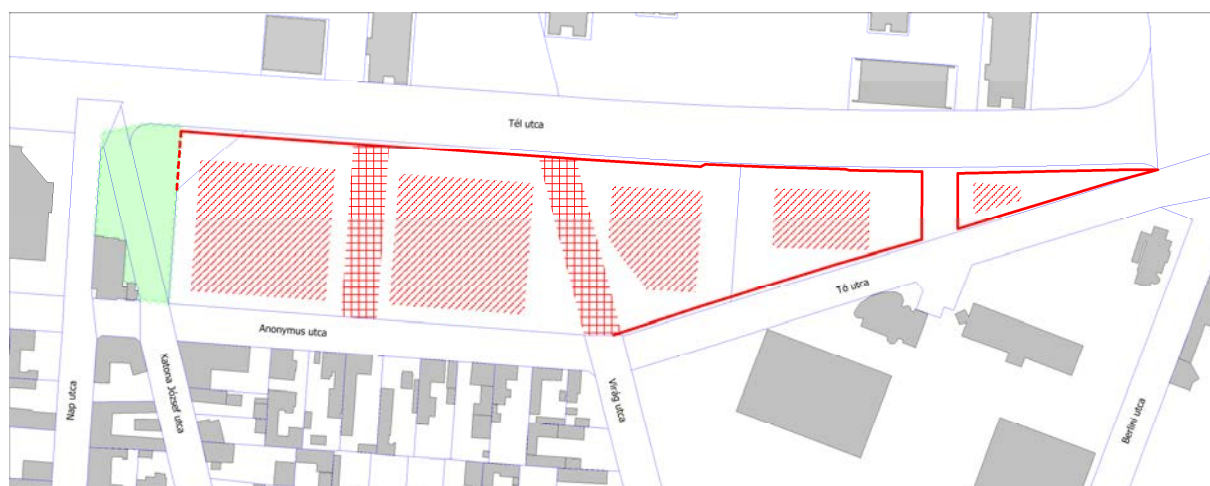 Tél utca
Tó utca
Anonymus utca
Nap utca
Katona József utca
Virág utca
Berlini utca